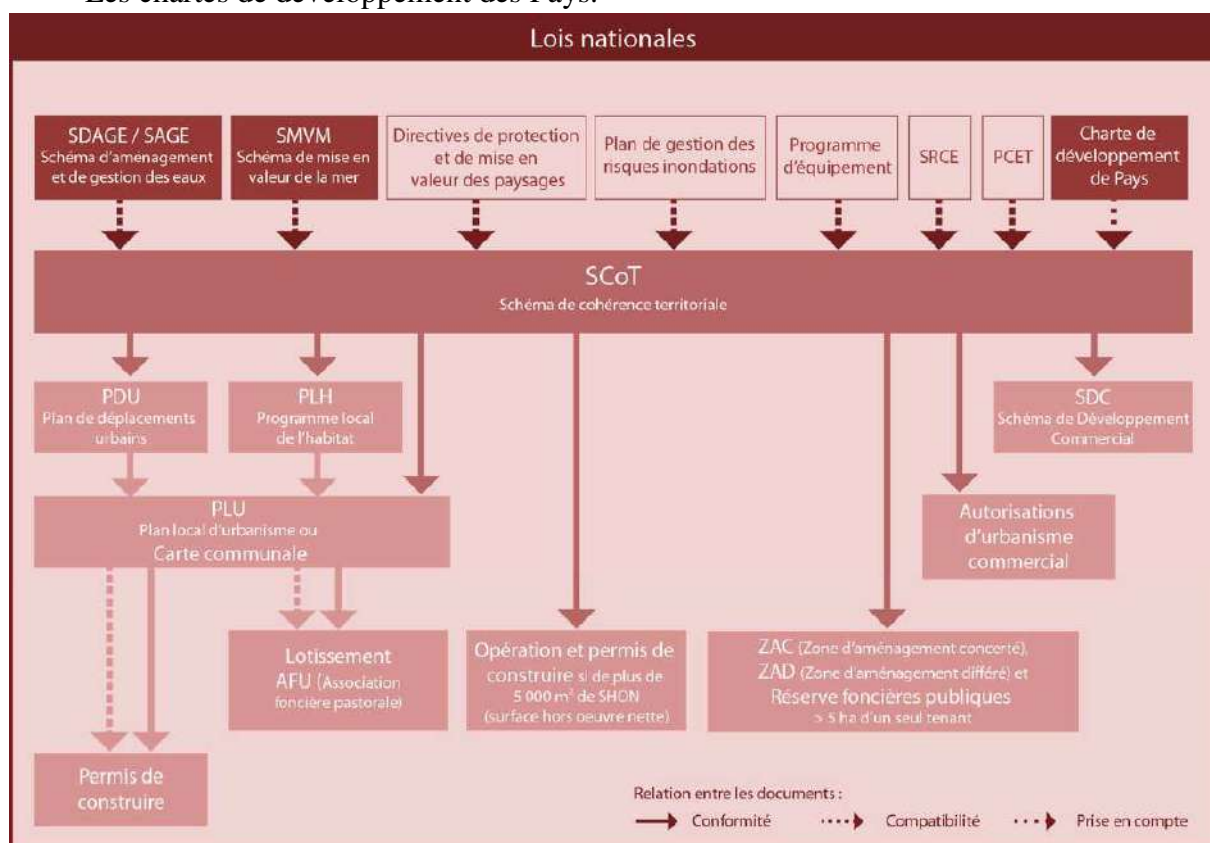 Les chartes de développement des Pays.
Lois nationales
SDAGE / SAGE
Schéma d'aménagement
et de gestion des eaux
SMVM
Schéma de mise en
valeur de la mer
Directives de protection
et de mise en
valeur des paysages
Plan de gestion des
risques inondations
Programme
d'équipement
SRCE
PCET
Charte de
développement
de Pays
SCoT
Schéma de cohérence territoriale
PDU
Plan de déplacements
urbains
PLH
Programme local
de l'habitat
SDC
Schéma de Développement
Commercial
PLU
Plan local d'urbanisme ou
Carte communale
Autorisations
d'urbanisme
commercial
Lotissement
AFU (Association
foncière pastorale)
Opération et permis de
construire si de plus de
5 000 m² de SHON
(surface hors oeuvre nette)
ZAC (Zone d'aménagement concerté),
ZAD (Zone d'aménagement différé) et
Réserve foncières publiques
> 5 ha d'un seul tenant
Permis de
construire
Relation entre les documents :
Conformité
Compatibilité
Prise en compte